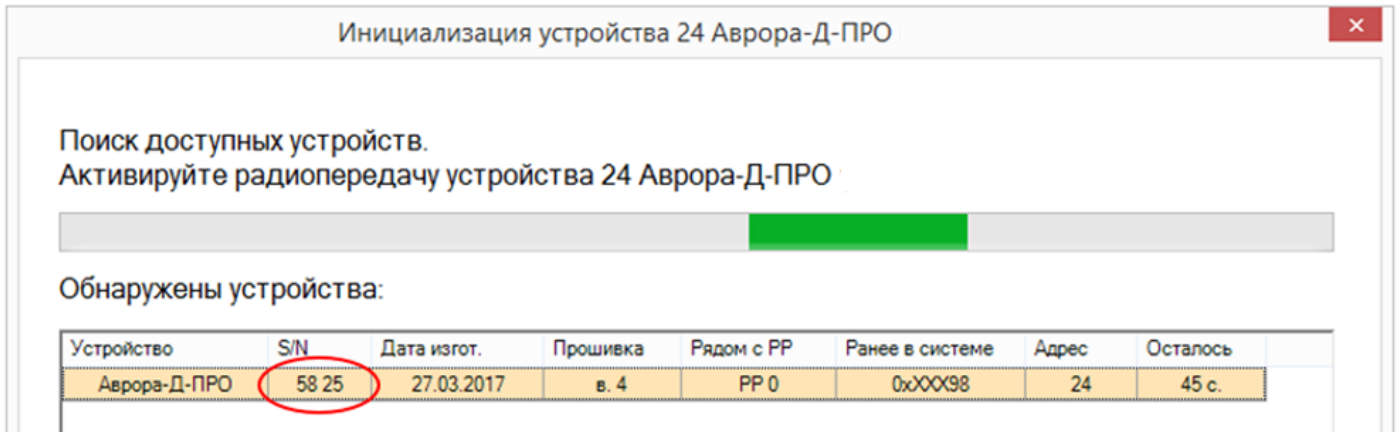 Инициализация устройства 24 Аврора-Д-ПРО
Поиск доступных устройств.
Активируйте радиопередачу устройства 24 Аврора-Д-ПРО
Обнаружены устройства:
Устройство S/N Дата изгот. Прошивка Рядом с РР Ранее в системе Адрес Осталось
Аврора-Д-ПРО 58 25 27.03.2017 в. 4 РР 0 0xXXX98 24 45 с.